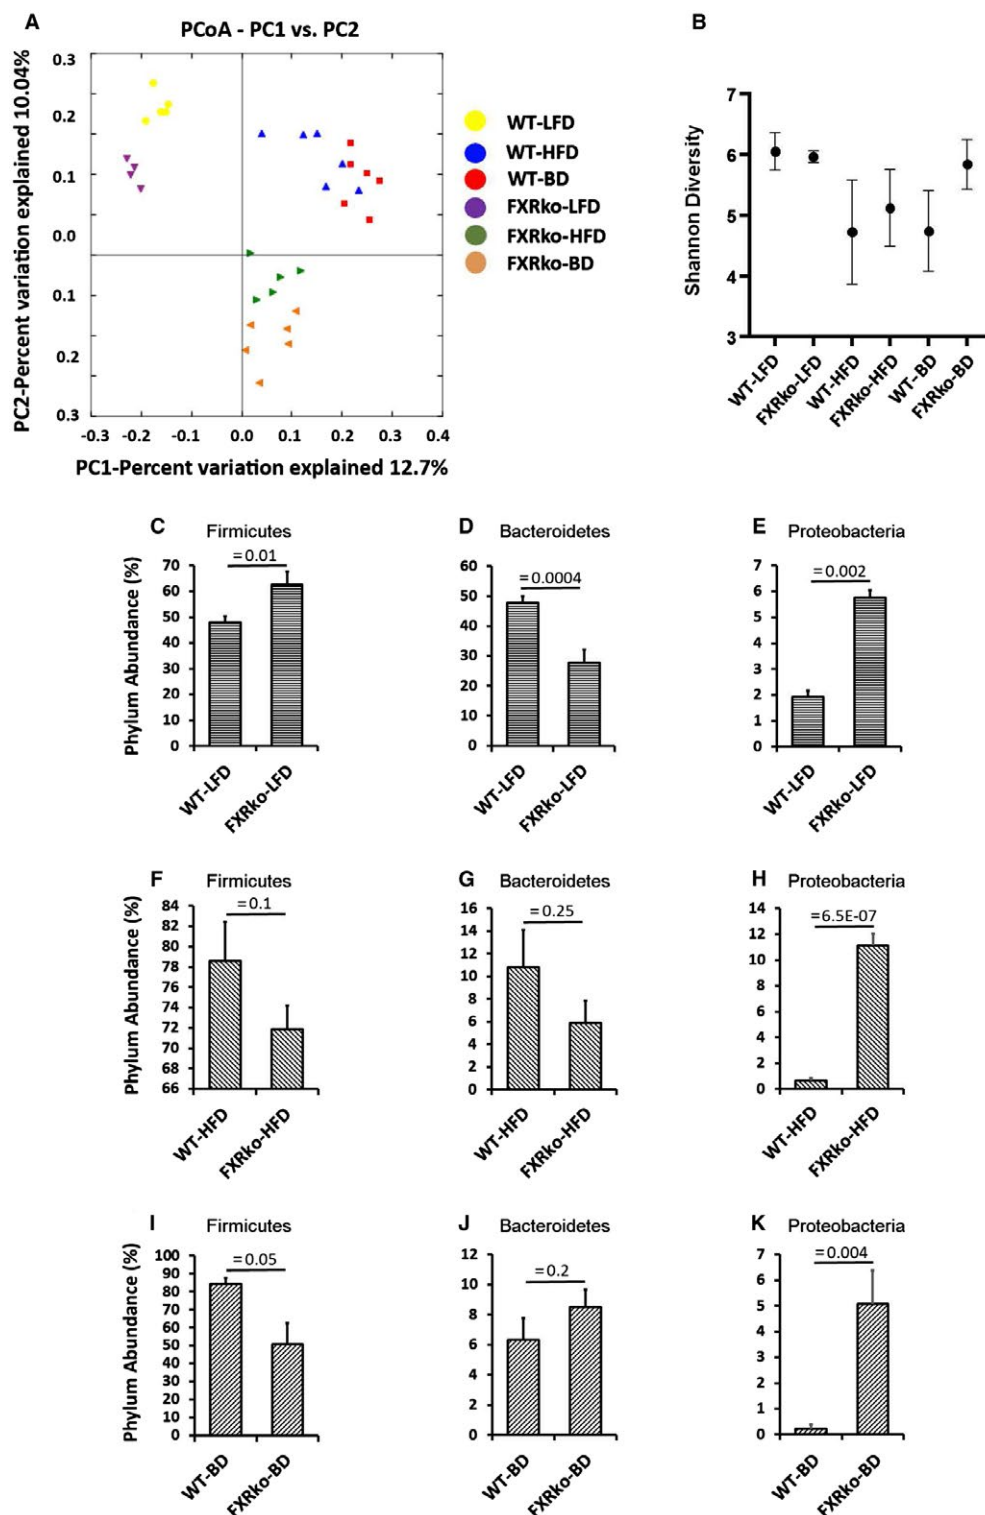 A
PCoA - PC1 vs. PC2
PC2-Percent variation explained 10.04%
0.3
0.2
0.1
0.0
0.1
0.2
0.3
-0.3 -0.2 -0.1 0.0 0.1 0.2 0.3 0.4
PC1-Percent variation explained 12.7%
WT-LFD
WT-HFD
WT-BD
FXRko-LFD
FXRko-HFD
FXRko-BD
B
Shannon Diversity
7
6
5
4
3
WT-LFD
FXRko-LFD
WT-HFD
FXRko-HFD
WT-BD
FXRko-BD
C
Firmicutes
Phylum Abundance (%)
=0.01
70
60
50
40
30
20
10
0
WT-LFD
FXRko-LFD
D
Bacteroidetes
=0.0004
60
50
40
30
20
10
0
WT-LFD
FXRko-LFD
E
Proteobacteria
=0.002
7
6
5
4
3
2
1
0
WT-LFD
FXRko-LFD
F
Firmicutes
Phylum Abundance (%)
=0.1
84
82
80
78
76
74
72
70
68
66
WT-HFD
FXRko-HFD
G
Bacteroidetes
=0.25
16
14
12
10
8
6
4
2
0
WT-HFD
FXRko-HFD
H
Proteobacteria
=6.5E-07
14
12
10
8
6
4
2
0
WT-HFD
FXRko-HFD
I
Firmicutes
Phylum Abundance (%)
=0.05
100
90
80
70
60
50
40
30
20
10
0
WT-BD
FXRko-BD
J
Bacteroidetes
=0.2
12
10
8
6
4
2
0
WT-BD
FXRko-BD
K
Proteobacteria
=0.004
7
6
5
4
3
2
1
0
WT-BD
FXRko-BD